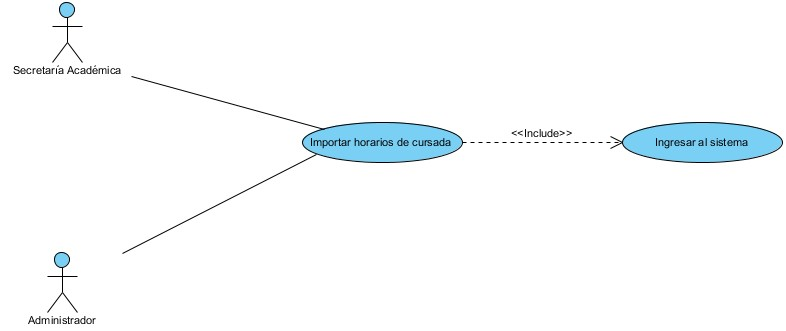 Secretaría Académica
<<Include>>
Importar horarios de cursada
Ingresar al sistema
Administrador